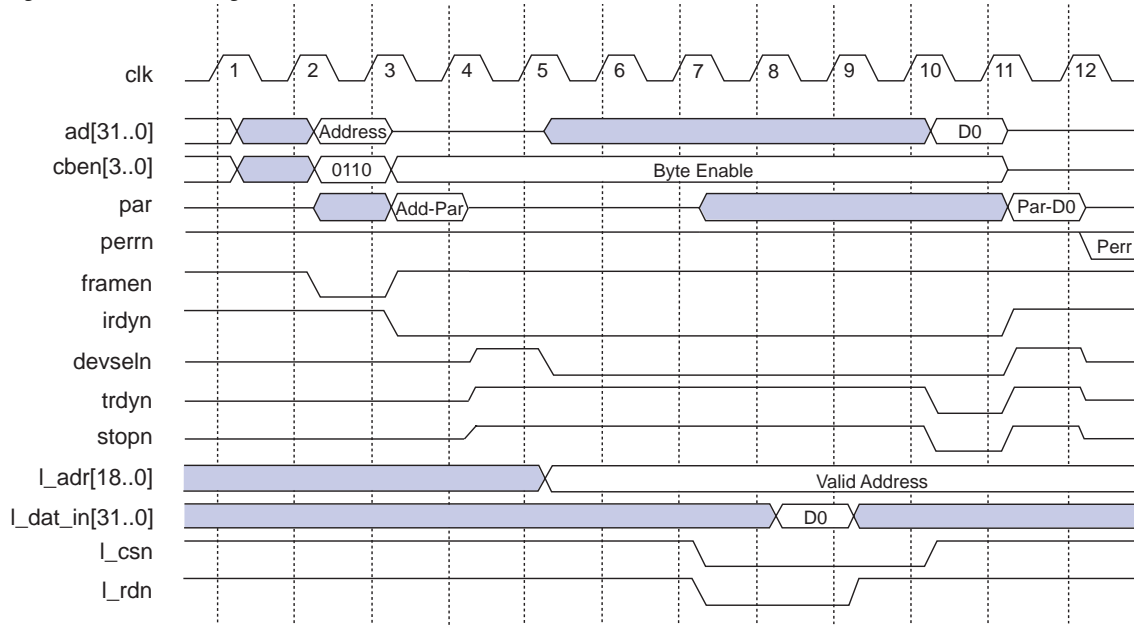 clk 1 2 3 4 5 6 7 8 9 10 11 12
ad[31..0] Address D0
cben[3..0] 0110 Byte Enable
par Add-Par Par-D0
perrn Perr
framen
irdyn
devseln
trdyn
stopn
l_adr[18..0] Valid Address
l_dat_in[31..0] D0
l_csn
l_rdn